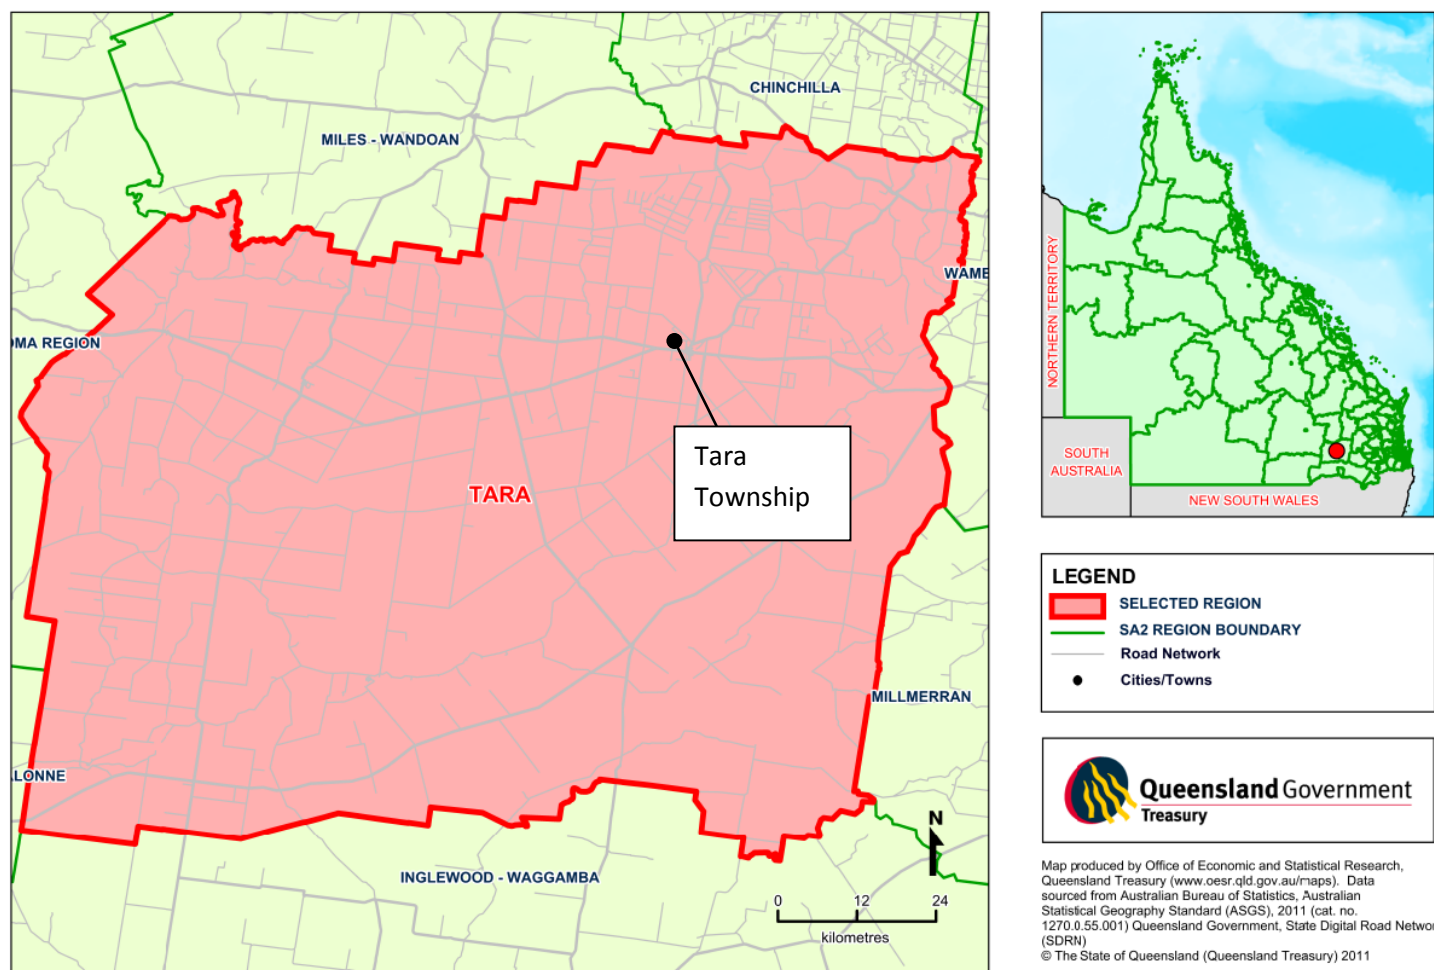 CHINCHILLA
MILES - WANDOAN
WAMB
OMA REGION
Tara
Township
TARA
MILLMERRAN
LONNE
INGLEWOOD - WAGGAMBA
N
0 12 24
kilometres
NORTHERN TERRITORY
SOUTH
AUSTRALIA
NEW SOUTH WALES
LEGEND
SELECTED REGION
SA2 REGION BOUNDARY
Road Network
Cities/Towns
Queensland Government
Treasury
Map produced by Office of Economic and Statistical Research,
Queensland Treasury (www.oesr.qld.gov.au/maps). Data
sourced from Australian Bureau of Statistics, Australian
Statistical Geography Standard (ASGS), 2011 (cat. no.
1270.0.55.001) Queensland Government, State Digital Road Networ
(SDRN)
© The State of Queensland (Queensland Treasury) 2011